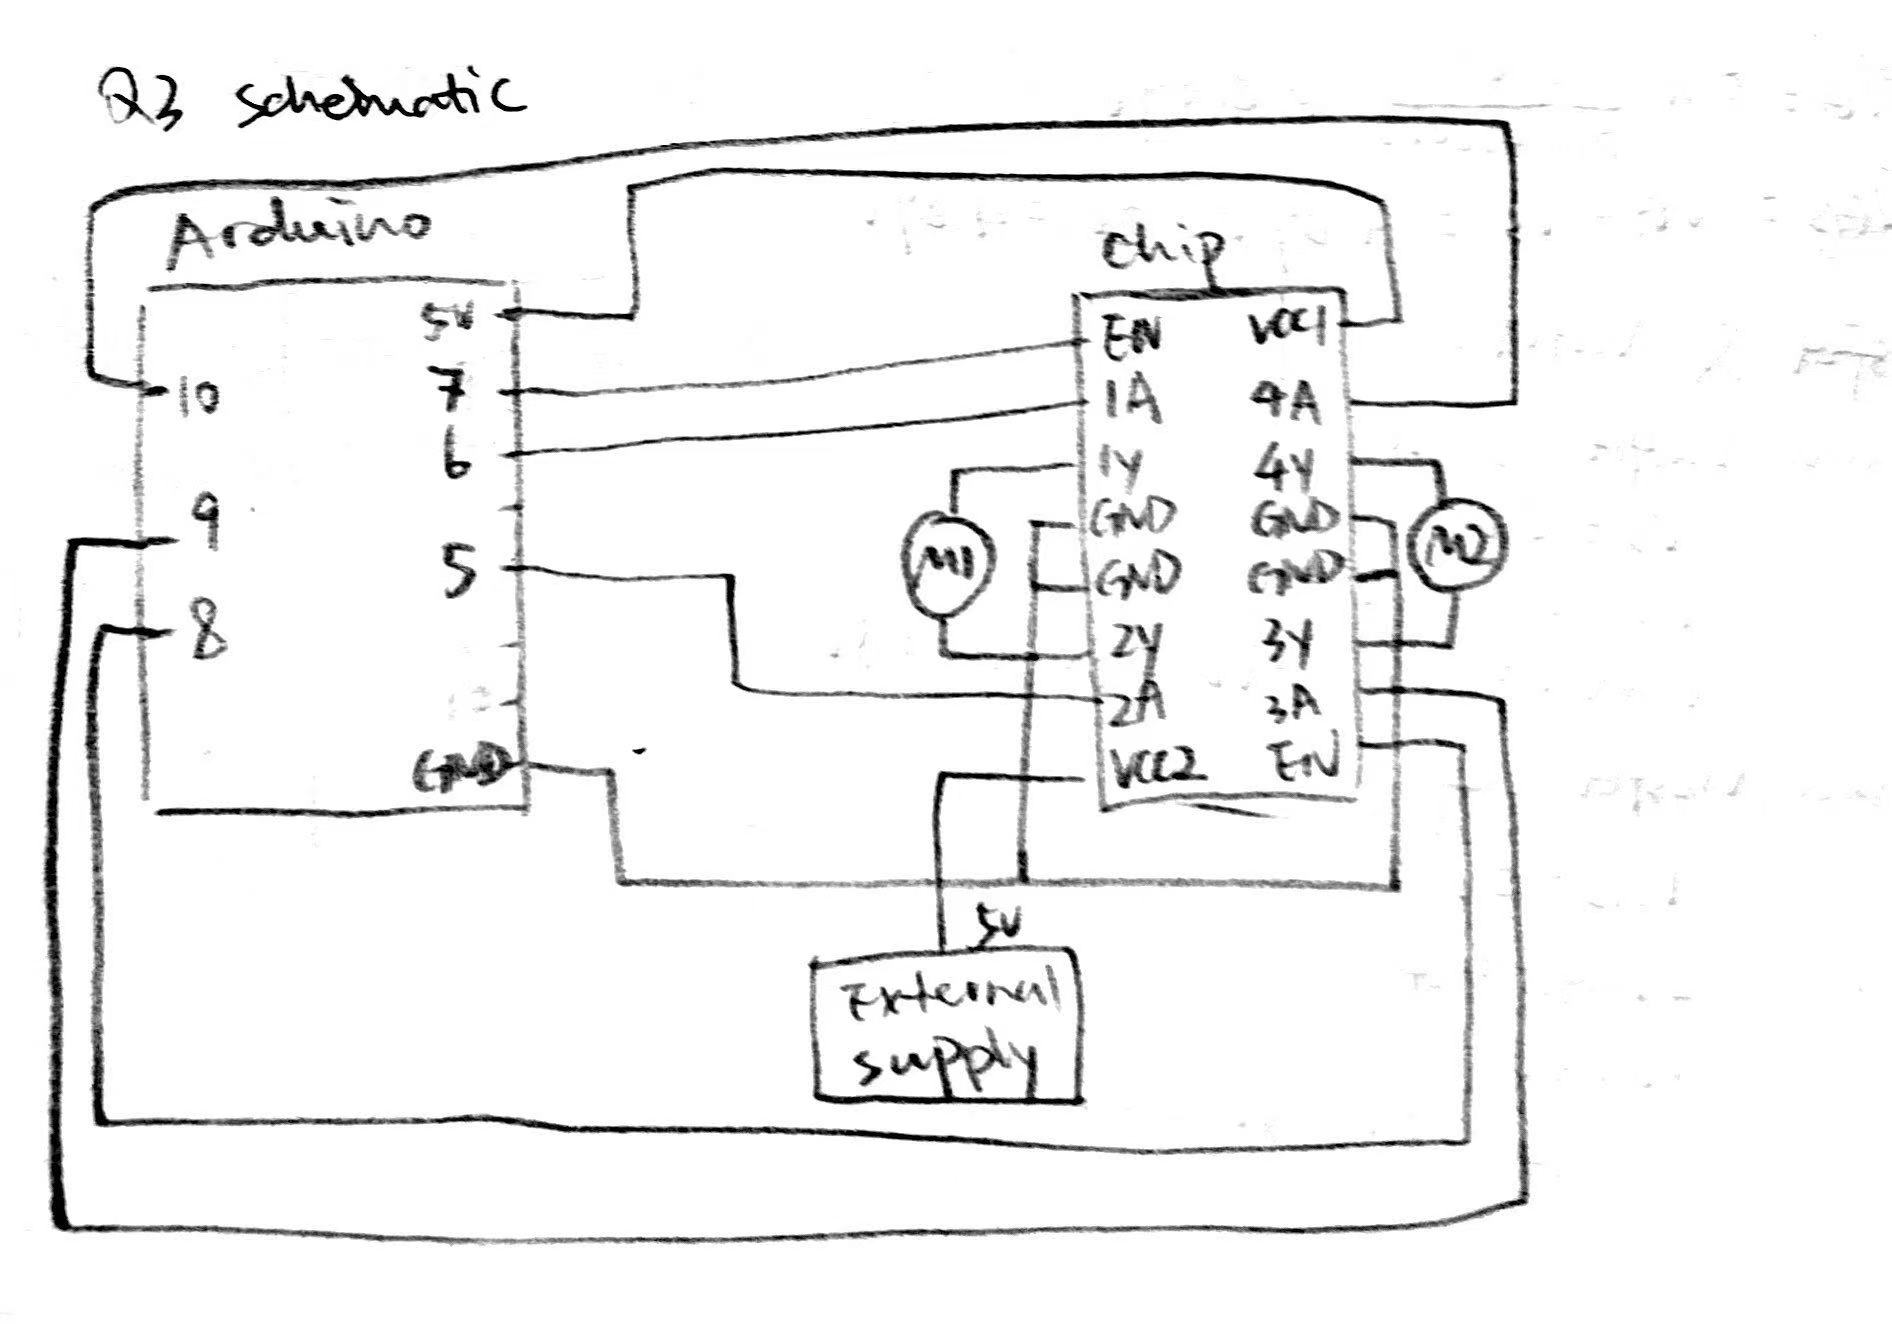 Q3 schematic
Arduino
5V
10
7
6
9
5
8
GND
chip
EN VCC1
1A 4A
1Y 4Y
GND GND
GND GND
2Y 3Y
2A 3A
VCC2 EN
M1
M2
5V
External
supply